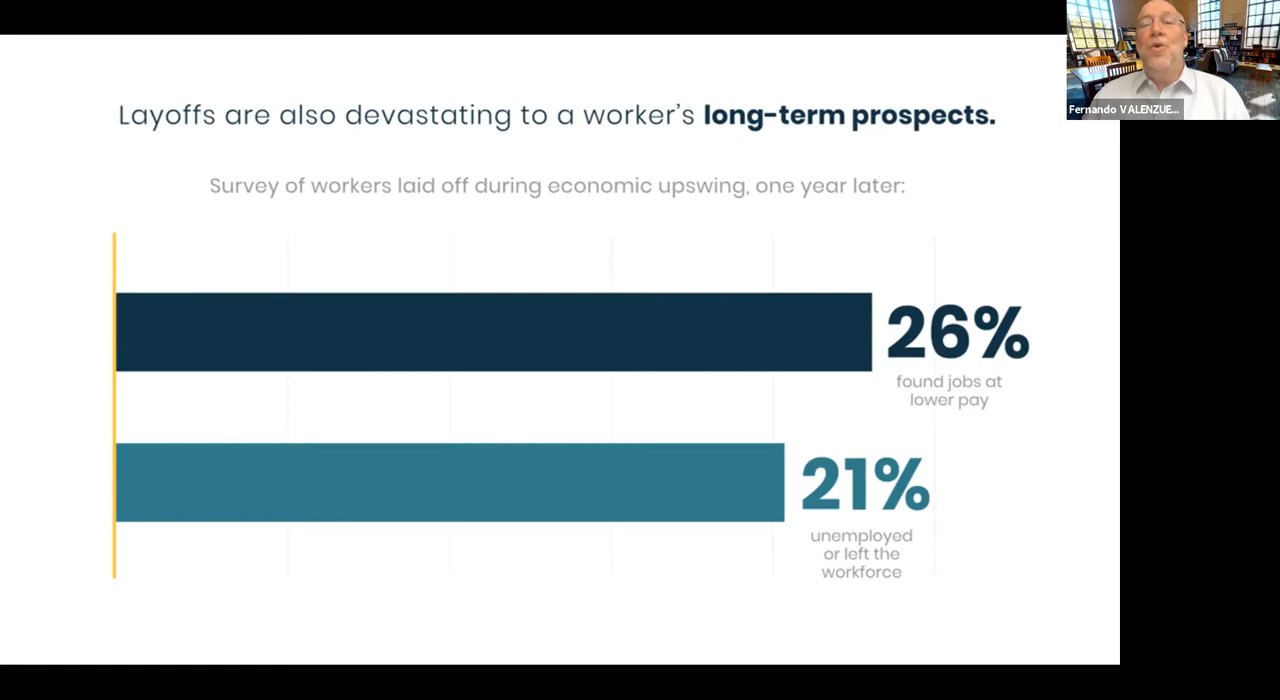 Layoffs are also devastating to a worker’s long-term prospects.
Survey of workers laid off during economic upswing, one year later:
26%
found jobs at
lower pay
21%
unemployed
or left the
workforce
Fernando VALENZUE...